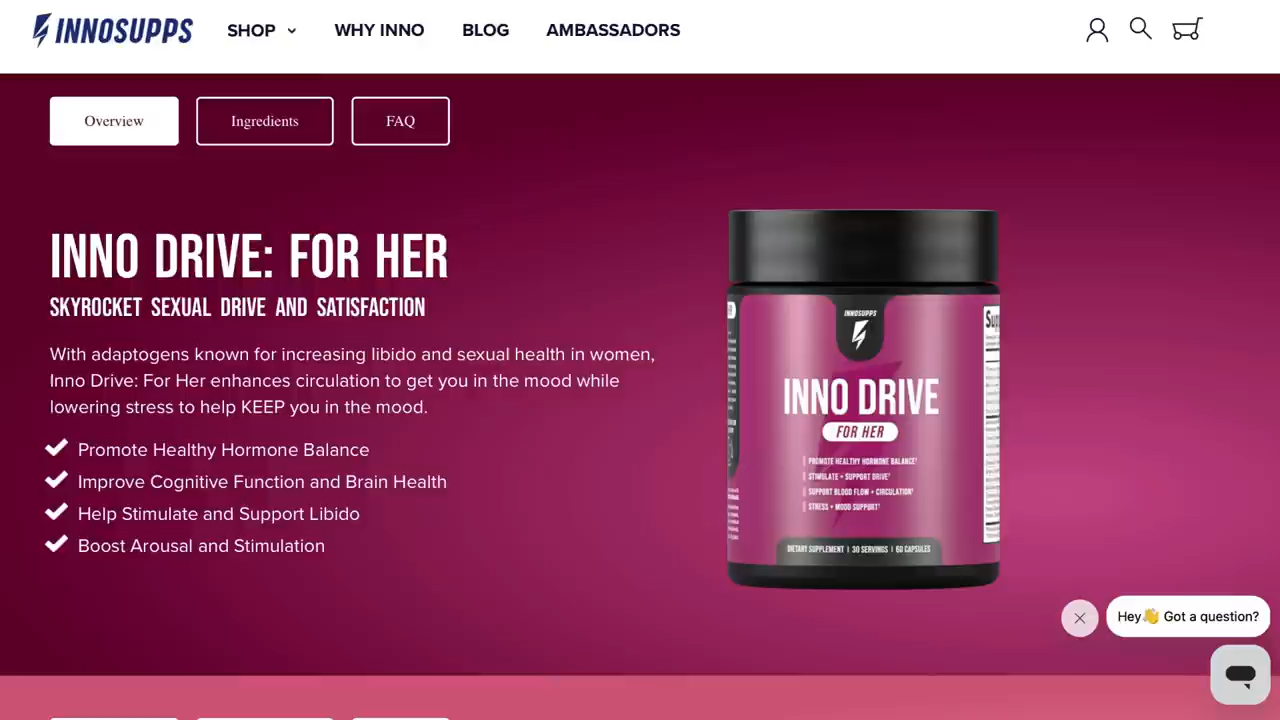 INNOSUPPS
SHOP
WHY INNO
BLOG
AMBASSADORS
Overview
Ingredients
FAQ
INNO DRIVE: FOR HER
SKYROCKET SEXUAL DRIVE AND SATISFACTION
With adaptogens known for increasing libido and sexual health in women,
Inno Drive: For Her enhances circulation to get you in the mood while
lowering stress to help KEEP you in the mood.
Promote Healthy Hormone Balance
Improve Cognitive Function and Brain Health
Help Stimulate and Support Libido
Boost Arousal and Stimulation
INNOSUPPS
INNO DRIVE
FOR HER
PROMOTE HEALTHY HORMONE BALANCE†
STIMULATE + SUPPORT DRIVE†
SUPPORT BLOOD FLOW + CIRCULATION†
STRESS + MOOD SUPPORT†
DIETARY SUPPLEMENT | 30 SERVINGS | 60 CAPSULES
Hey👋 Got a question?